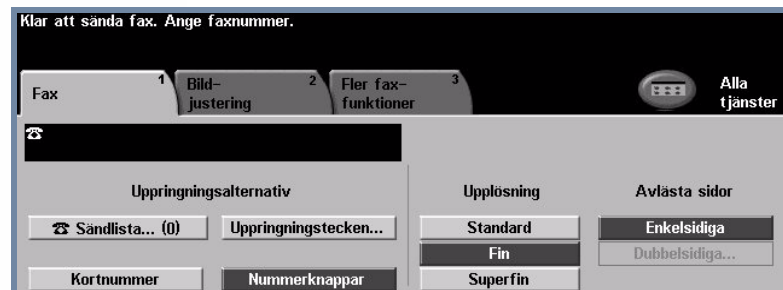 Klar att sända fax. Ange faxnummer.
Fax 1
Bild- 2
justering
Fler fax- 3
funktioner
Alla
tjänster
Uppringningsalternativ
Upplösning
Avlästa sidor
Sändlista... (0)
Uppringningstecken...
Standard
Enkelsidiga
Fin
Dubbelsidiga...
Kortnummer
Nummerknappar
Superfin